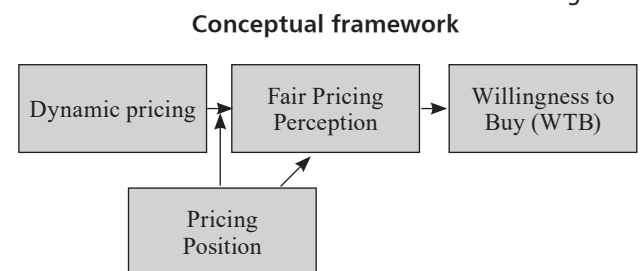 Conceptual framework
Dynamic pricing
Fair Pricing
Perception
Willingness to
Buy (WTB)
Pricing
Position